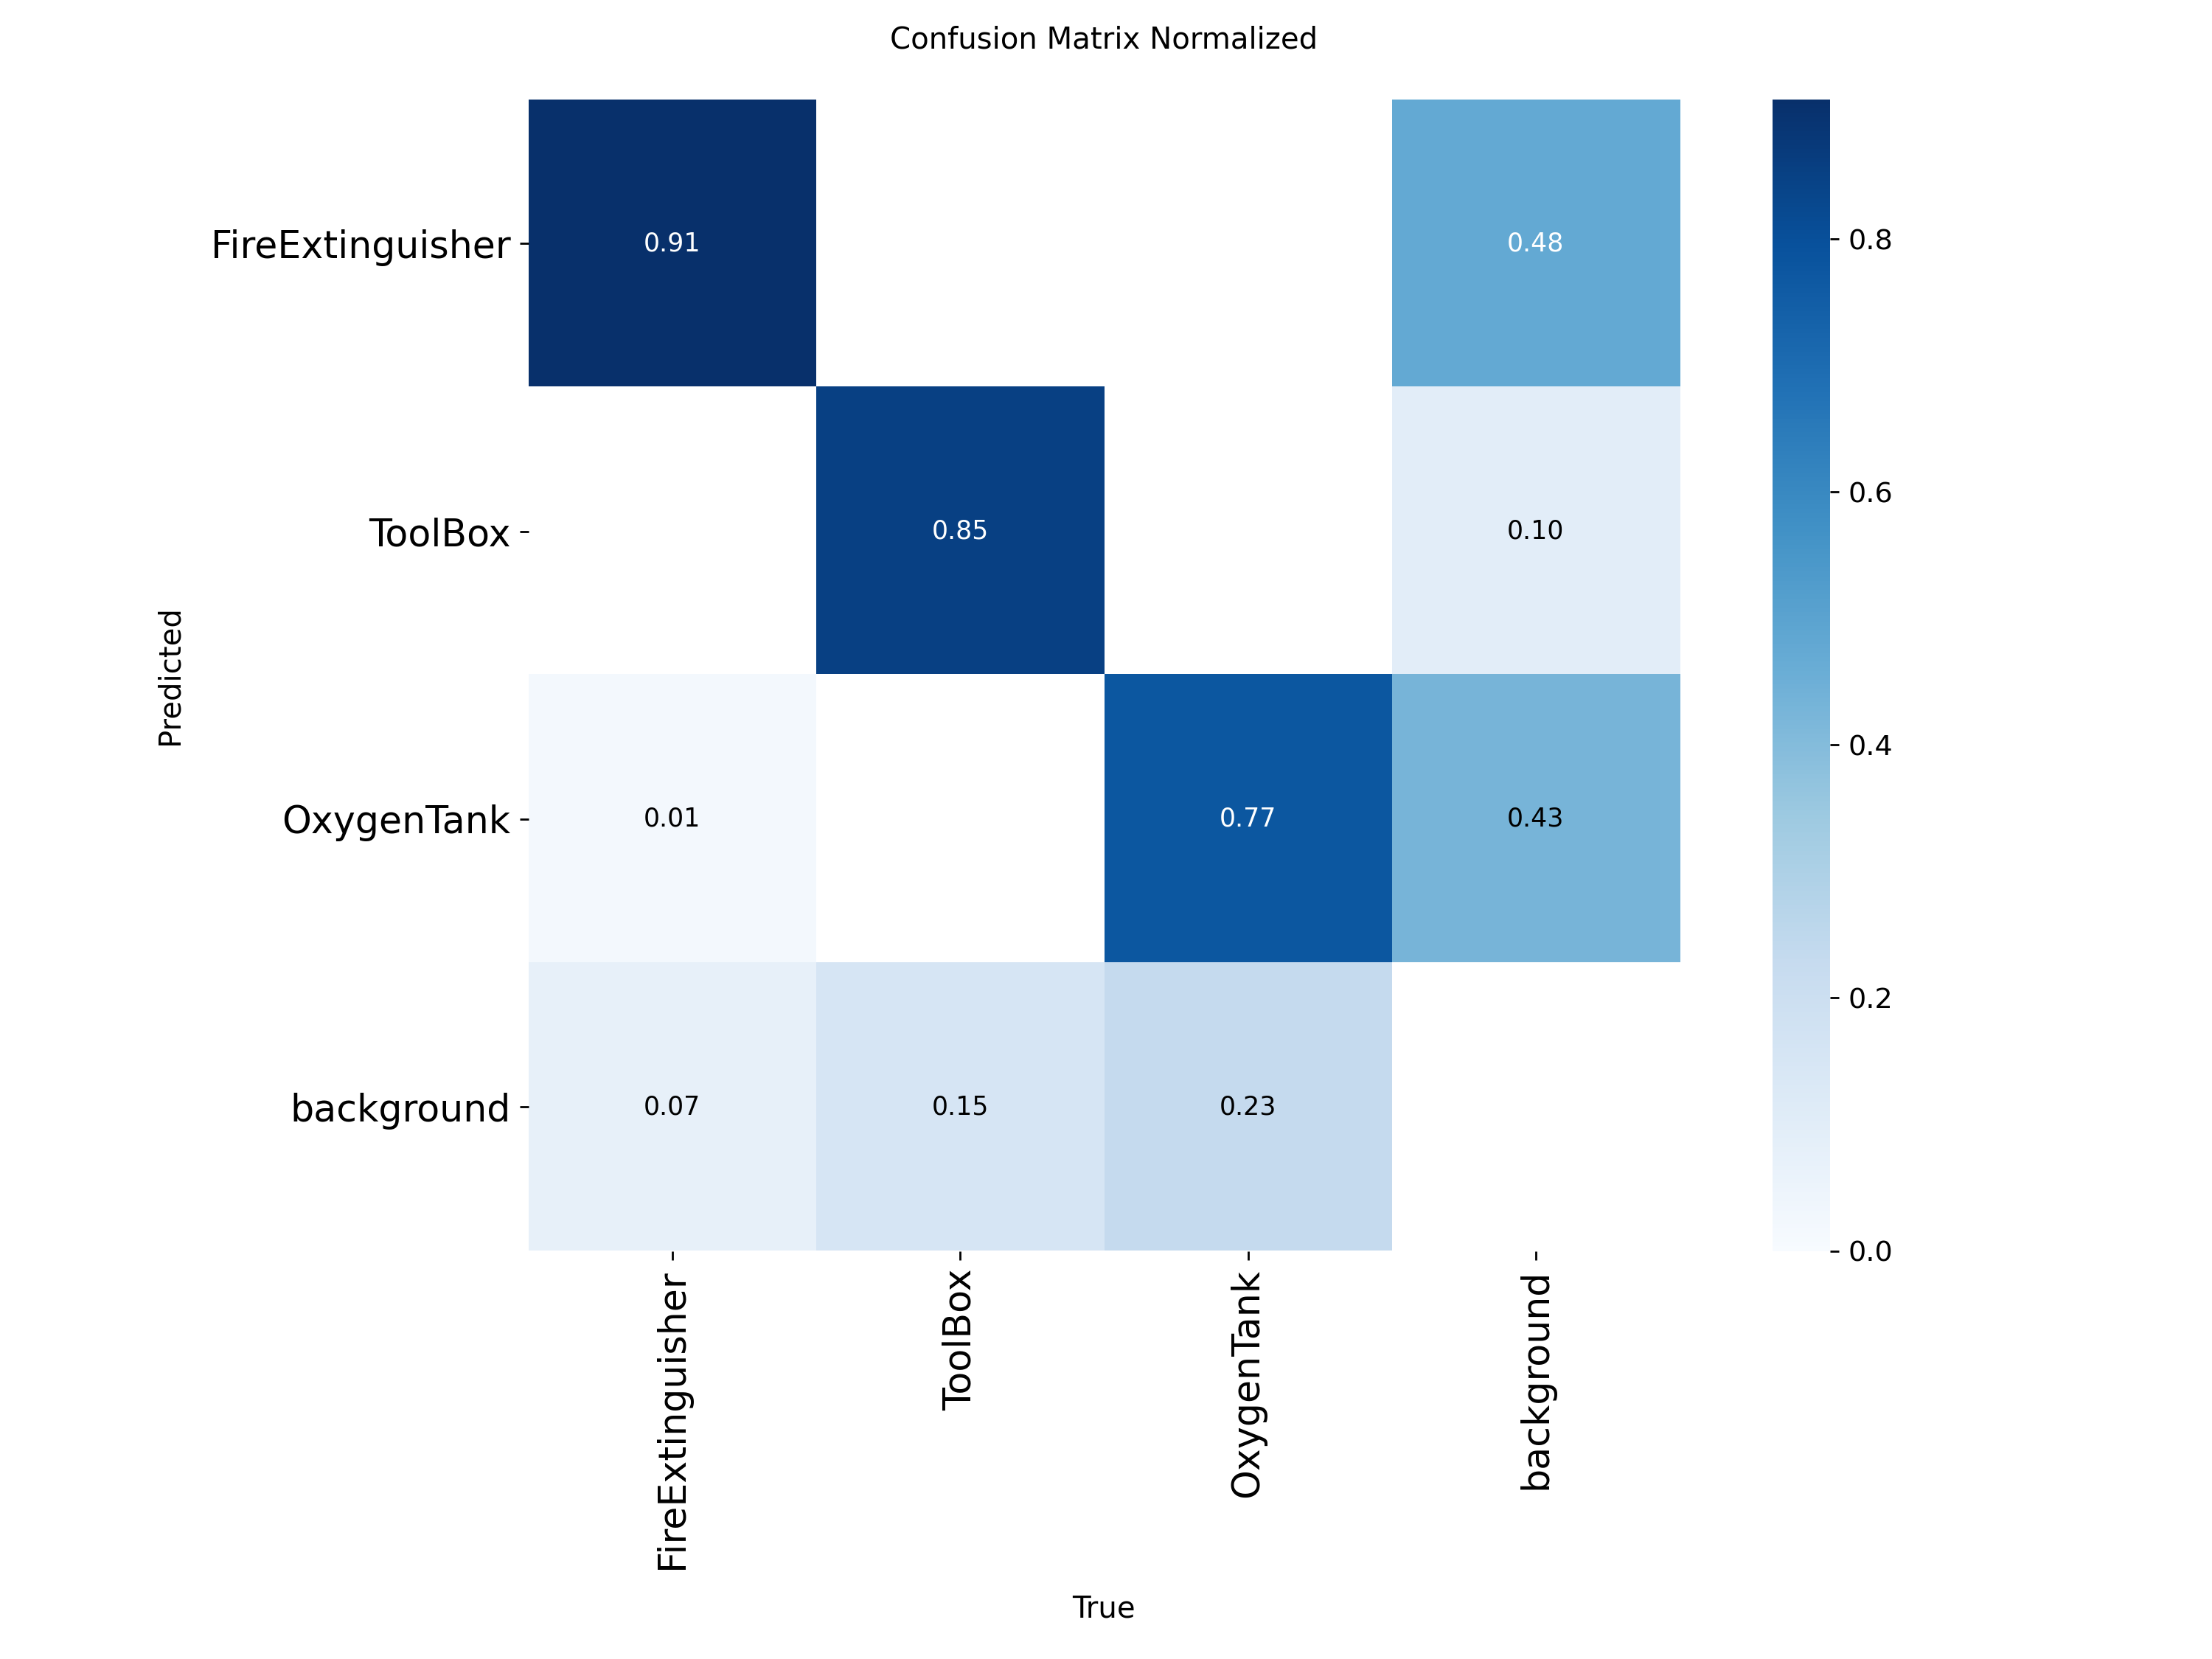 Confusion Matrix Normalized
FireExtinguisher
0.91
0.48
0.8
ToolBox
0.85
0.10
0.6
Predicted
0.4
OxygenTank
0.01
0.77
0.43
0.2
background
0.07
0.15
0.23
0.0
FireExtinguisher
ToolBox
OxygenTank
background
True